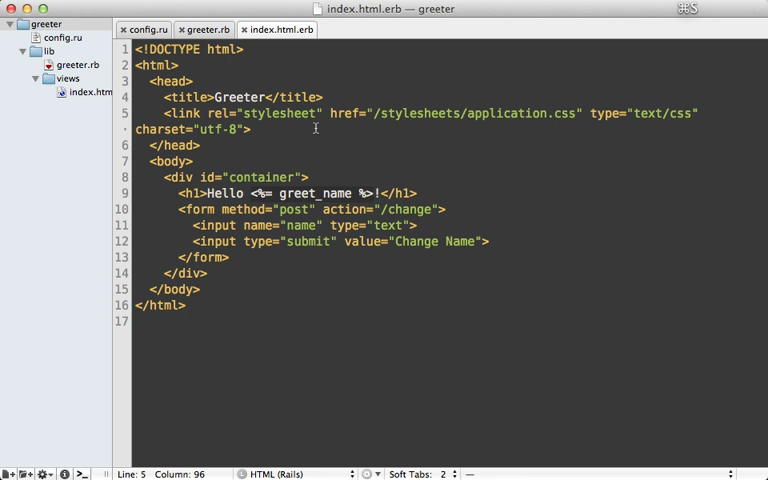 index.html.erb — greeter
⌘S
greeter
config.ru
lib
greeter.rb
views
index.htm
config.ru
greeter.rb
index.html.erb
1 <!DOCTYPE html>
2 <html>
3 <head>
4 <title>Greeter</title>
5 <link rel="stylesheet" href="/stylesheets/application.css" type="text/css"
· charset="utf-8">
6 </head>
7 <body>
8 <div id="container">
9 <h1>Hello <%= greet_name %>!</h1>
10 <form method="post" action="/change">
11 <input name="name" type="text">
12 <input type="submit" value="Change Name">
13 </form>
14 </div>
15 </body>
16 </html>
17
Line: 5 Column: 96
L HTML (Rails)
Soft Tabs: 2
—